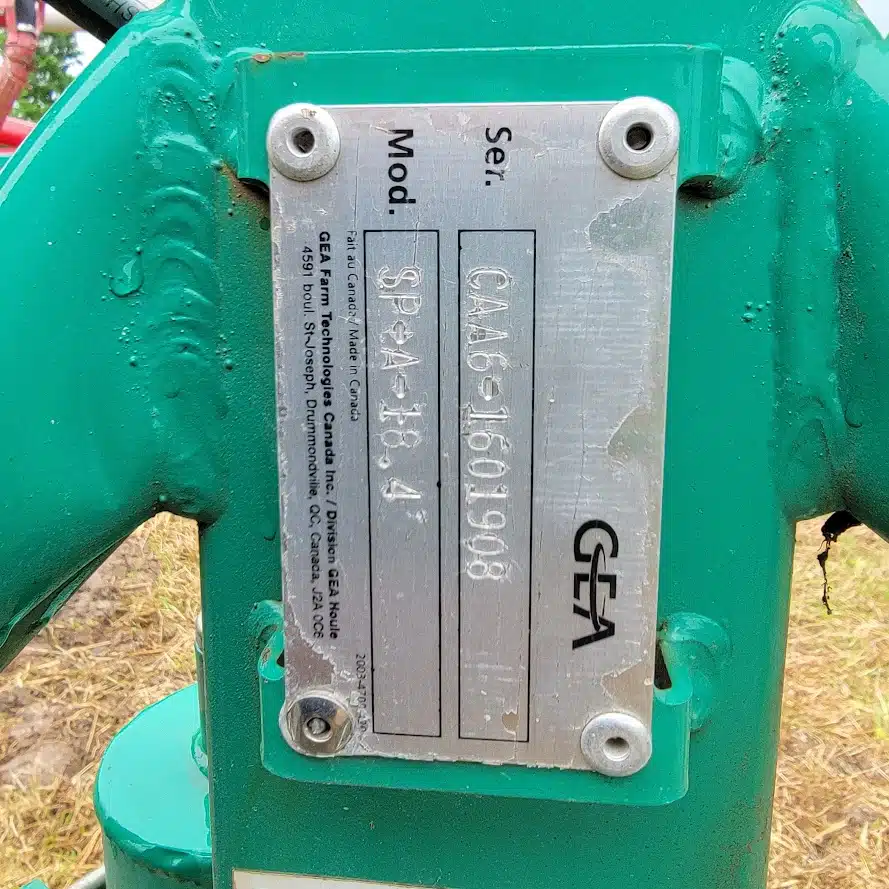 GEA
Ser. CAA6-1601908
Mod. SP-A-18.4
Fait au Canada / Made in Canada
GEA Farm Technologies Canada Inc. / Division GEA Houle
4591 boul. St-Joseph, Drummondville, QC, Canada, J2A 0C6